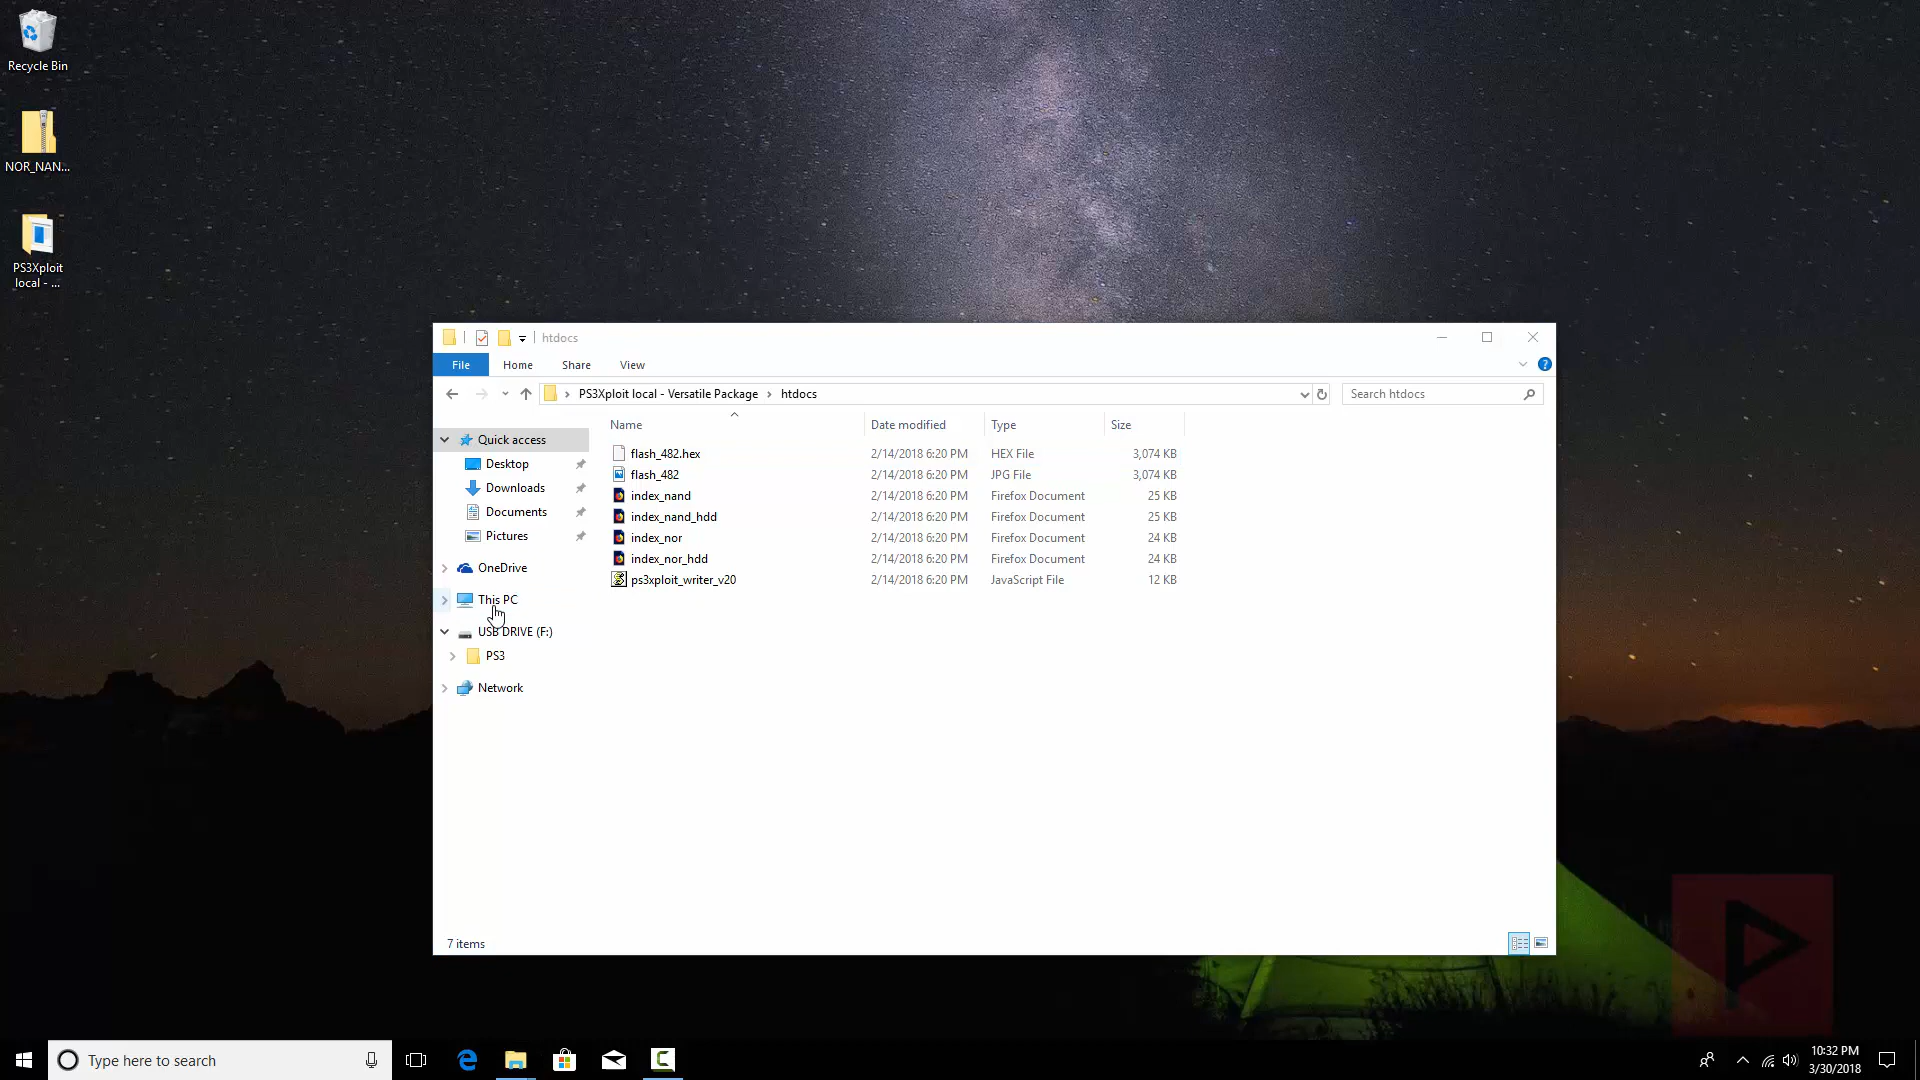 Recycle Bin
NOR_NAN...
PS3Xploit
local - ...
htdocs
File Home Share View
PS3Xploit local - Versatile Package htdocs
Search htdocs
Name Date modified Type Size
Quick access
Desktop
Downloads
Documents
Pictures
OneDrive
This PC
USB DRIVE (F:)
PS3
Network
flash_482.hex 2/14/2018 6:20 PM HEX File 3,074 KB
flash_482 2/14/2018 6:20 PM JPG File 3,074 KB
index_nand 2/14/2018 6:20 PM Firefox Document 25 KB
index_nand_hdd 2/14/2018 6:20 PM Firefox Document 25 KB
index_nor 2/14/2018 6:20 PM Firefox Document 24 KB
index_nor_hdd 2/14/2018 6:20 PM Firefox Document 24 KB
ps3xploit_writer_v20 2/14/2018 6:20 PM JavaScript File 12 KB
7 items
Type here to search
10:32 PM
3/30/2018